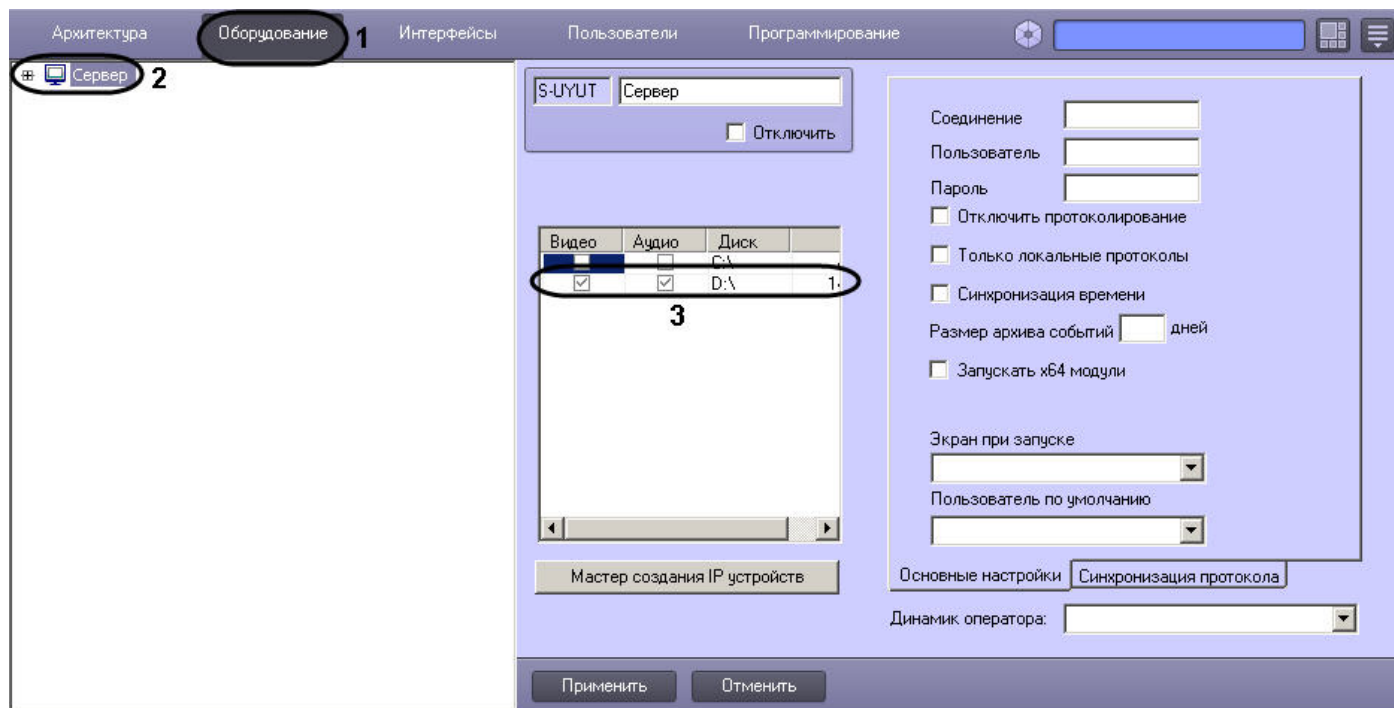 Архитектура Оборудование 1 Интерфейсы Пользователи Программирование
Сервер 2
S-UYUT Сервер
Отключить
Соединение
Пользователь
Пароль
Отключить протоколирование
Только локальные протоколы
Синхронизация времени
Размер архива событий дней
Запускать x64 модули
Экран при запуске
Пользователь по умолчанию
Основные настройки Синхронизация протокола
Динамик оператора:
Видео Аудио Диск
C:\
D:\ 1
3
Мастер создания IP устройств
Применить Отменить